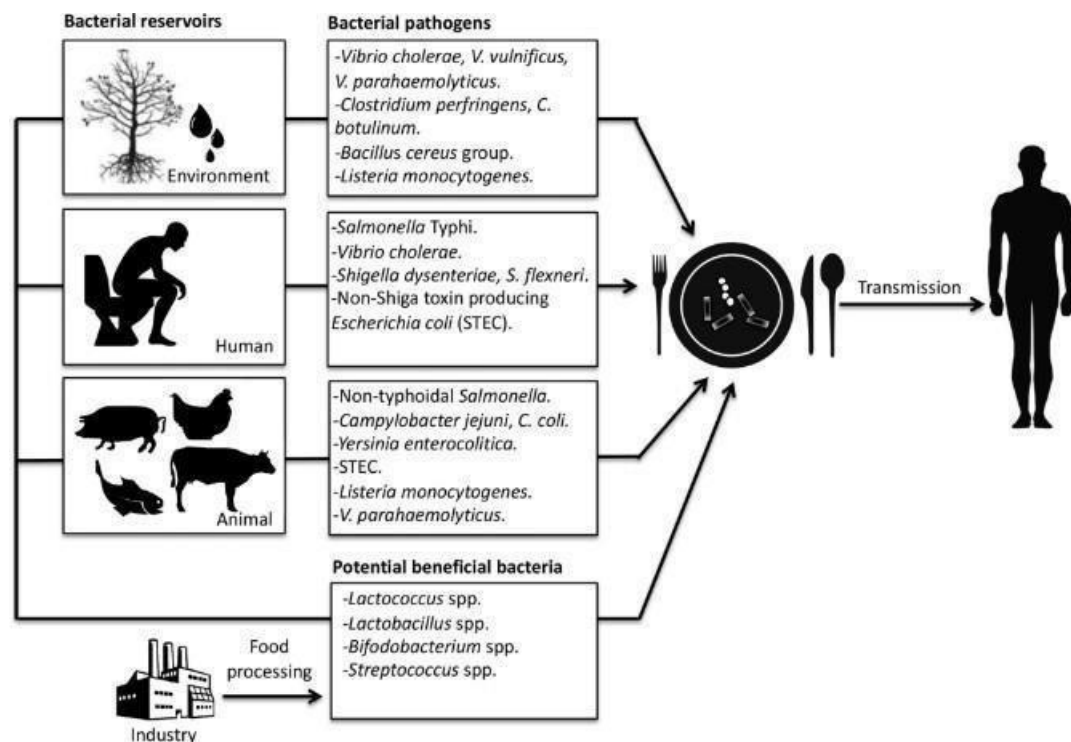 Bacterial reservoirs
Bacterial pathogens
-Vibrio cholerae, V. vulnificus,
V. parahaemolyticus.
-Clostridium perfringens, C.
botulinum.
-Bacillus cereus group.
-Listeria monocytogenes.
Environment
-Salmonella Typhi.
-Vibrio cholerae.
-Shigella dysenteriae, S. flexneri.
-Non-Shiga toxin producing
Escherichia coli (STEC).
Human
Transmission
-Non-typhoidal Salmonella.
-Campylobacter jejuni, C. coli.
-Yersinia enterocolitica.
-STEC.
-Listeria monocytogenes.
-V. parahaemolyticus.
Animal
Potential beneficial bacteria
-Lactococcus spp.
-Lactobacillus spp.
-Bifodobacterium spp.
-Streptococcus spp.
Food
processing
Industry